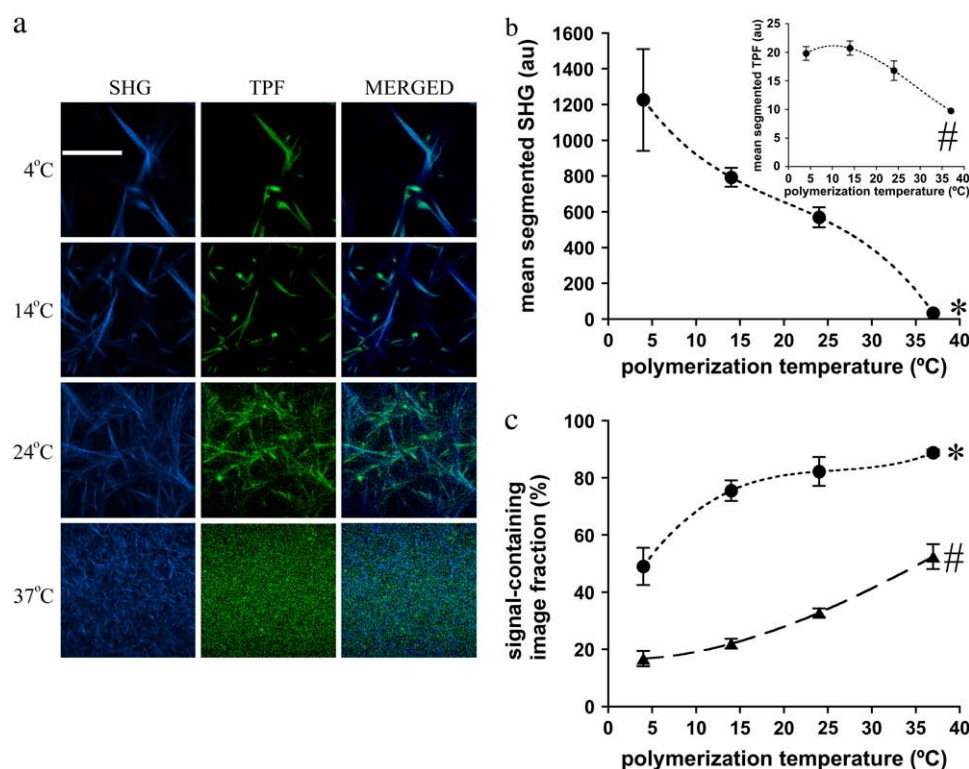 a
SHG TPF MERGED
4°C
14°C
24°C
37°C
b
mean segmented SHG (au)
1600
1400
1200
1000
800
600
400
200
0
0 5 10 15 20 25 30 35 40
polymerization temperature (ºC)
*
mean segmented TPF (au)
25
20
15
10
5
0
0 5 10 15 20 25 30 35 40
polymerization temperature (ºC)
#
c
signal-containing
image fraction (%)
100
80
60
40
20
0
0 5 10 15 20 25 30 35 40
polymerization temperature (ºC)
*
#